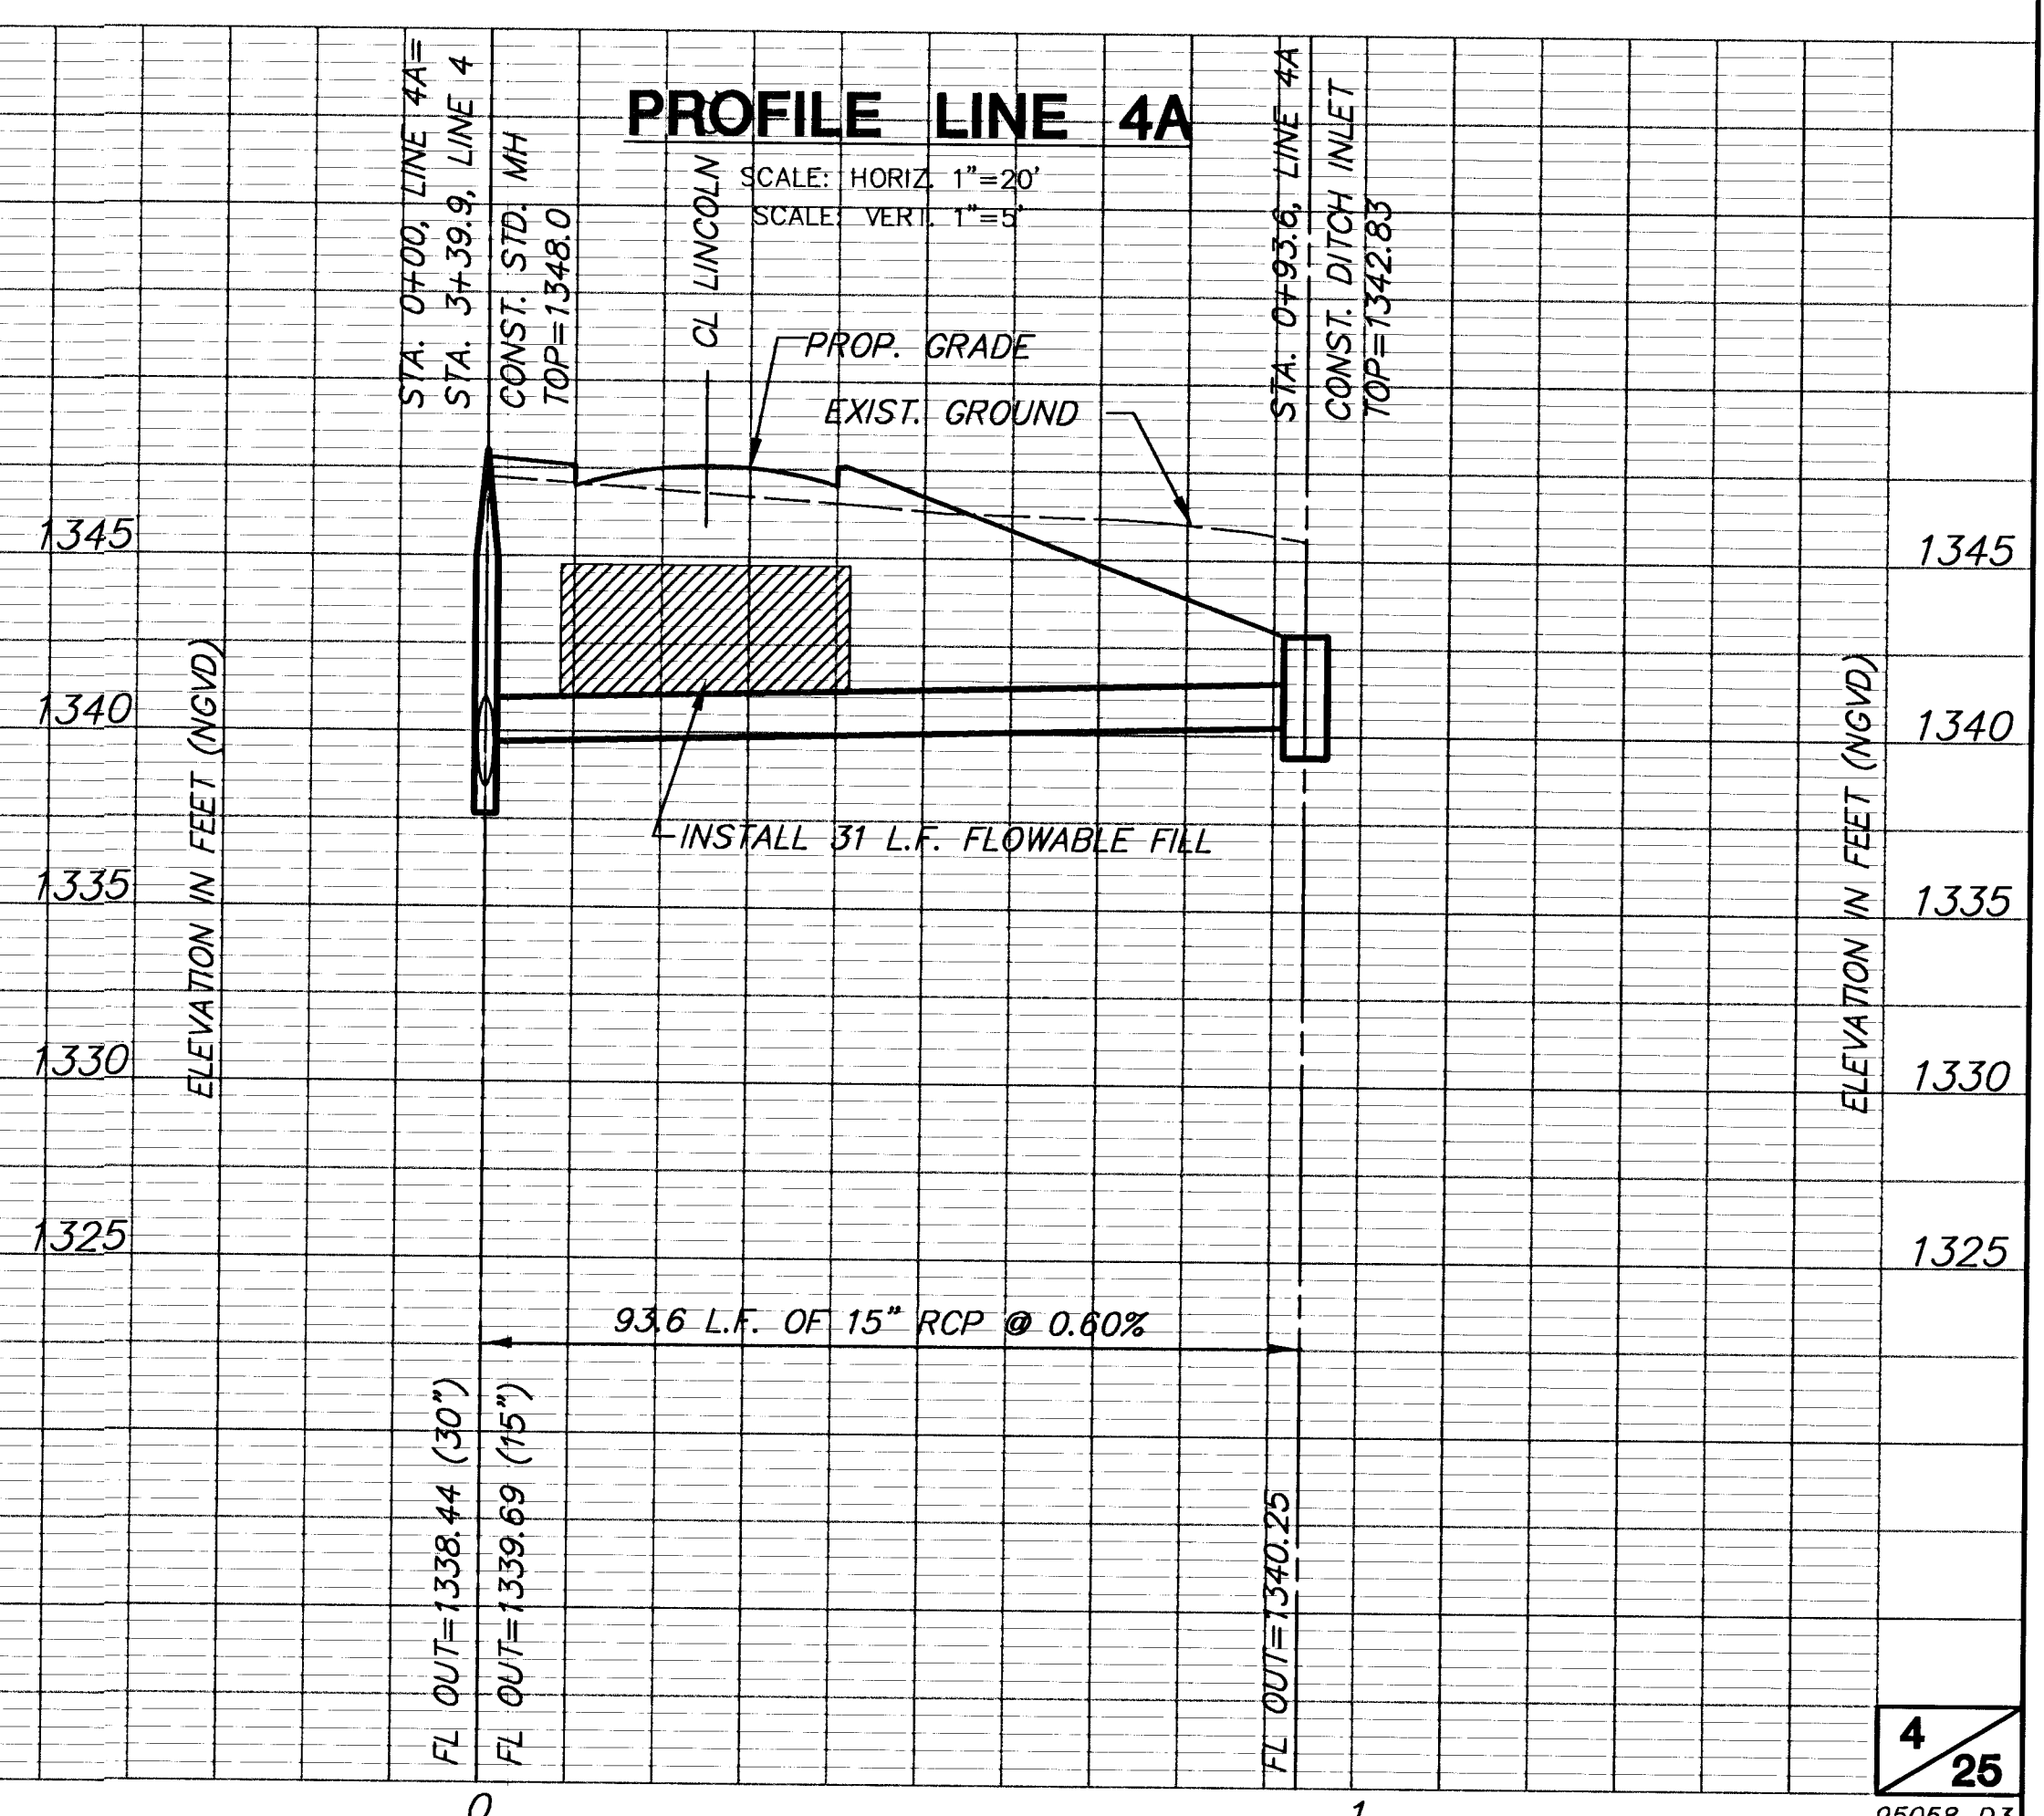 PROFILE LINE 4A
SCALE: HORIZ. 1"=20'
SCALE: VERT. 1"=5'
STA. 0+00, LINE 4A=
STA. 3+39.9, LINE 4
CONST. STD. MH
TOP=1348.0
CL LINCOLN
STA. 0+93.6, LINE 4A
CONST. DITCH INLET
TOP=1342.83
PROP. GRADE
EXIST. GROUND
1345
1345
1340
1340
ELEVATION IN FEET (NGVD)
ELEVATION IN FEET (NGVD)
INSTALL 31 L.F. FLOWABLE FILL
1335
1335
1330
1330
1325
1325
93.6 L.F. OF 15" RCP @ 0.60%
FL OUT=1338.44 (30")
FL OUT=1339.69 (15")
FL OUT=1340.25
4
25
0
1